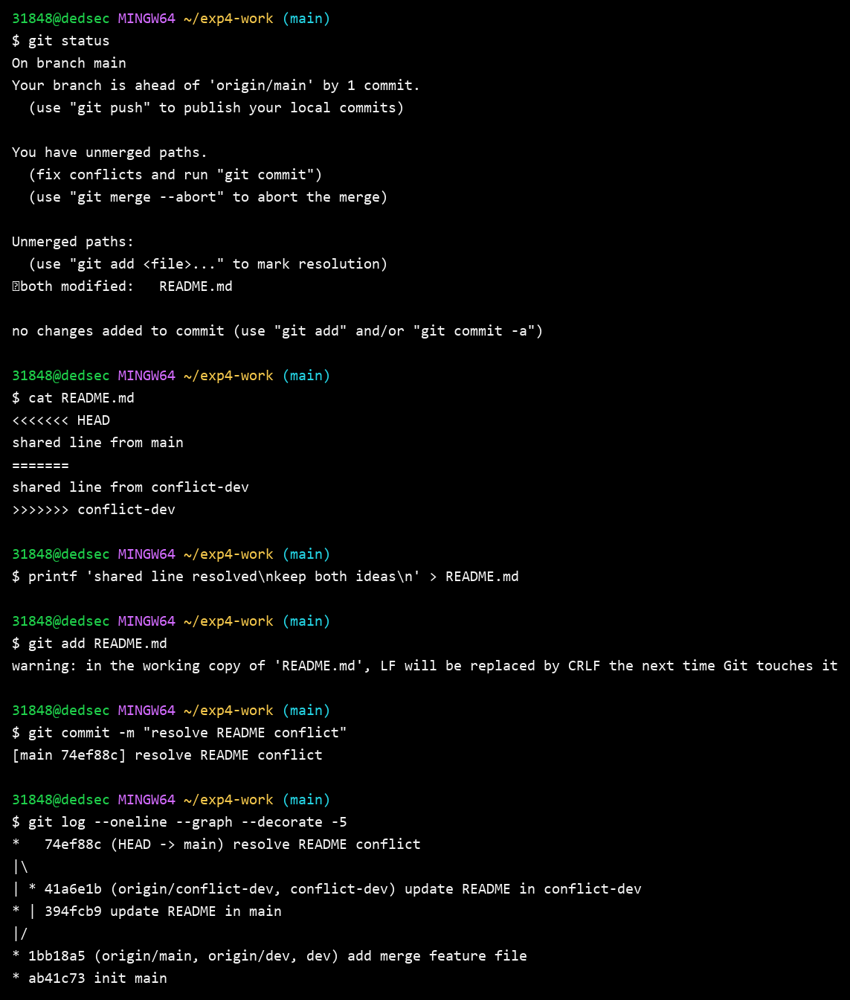 31848@dedsec MINGW64 ~/exp4-work (main)
$ git status
On branch main
Your branch is ahead of 'origin/main' by 1 commit.
  (use "git push" to publish your local commits)

You have unmerged paths.
  (fix conflicts and run "git commit")
  (use "git merge --abort" to abort the merge)

Unmerged paths:
  (use "git add <file>..." to mark resolution)
both modified:   README.md

no changes added to commit (use "git add" and/or "git commit -a")

31848@dedsec MINGW64 ~/exp4-work (main)
$ cat README.md
<<<<<<< HEAD
shared line from main
=======
shared line from conflict-dev
>>>>>>> conflict-dev

31848@dedsec MINGW64 ~/exp4-work (main)
$ printf 'shared line resolved\nkeep both ideas\n' > README.md

31848@dedsec MINGW64 ~/exp4-work (main)
$ git add README.md
warning: in the working copy of 'README.md', LF will be replaced by CRLF the next time Git touches it

31848@dedsec MINGW64 ~/exp4-work (main)
$ git commit -m "resolve README conflict"
[main 74ef88c] resolve README conflict

31848@dedsec MINGW64 ~/exp4-work (main)
$ git log --oneline --graph --decorate -5
*   74ef88c (HEAD -> main) resolve README conflict
|\
| * 41a6e1b (origin/conflict-dev, conflict-dev) update README in conflict-dev
* | 394fcb9 update README in main
|/
* 1bb18a5 (origin/main, origin/dev, dev) add merge feature file
* ab41c73 init main